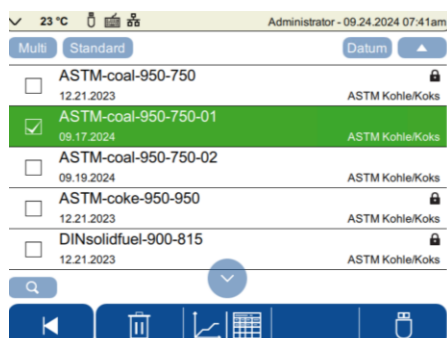 23 °C
Administrator - 09.24.2024 07:41am
Multi Standard Datum
ASTM-coal-950-750
12.21.2023 ASTM Kohle/Koks
ASTM-coal-950-750-01
09.17.2024 ASTM Kohle/Koks
ASTM-coal-950-750-02
09.19.2024 ASTM Kohle/Koks
ASTM-coke-950-950
12.21.2023 ASTM Kohle/Koks
DINsolidfuel-900-815
12.21.2023 ASTM Kohle/Koks